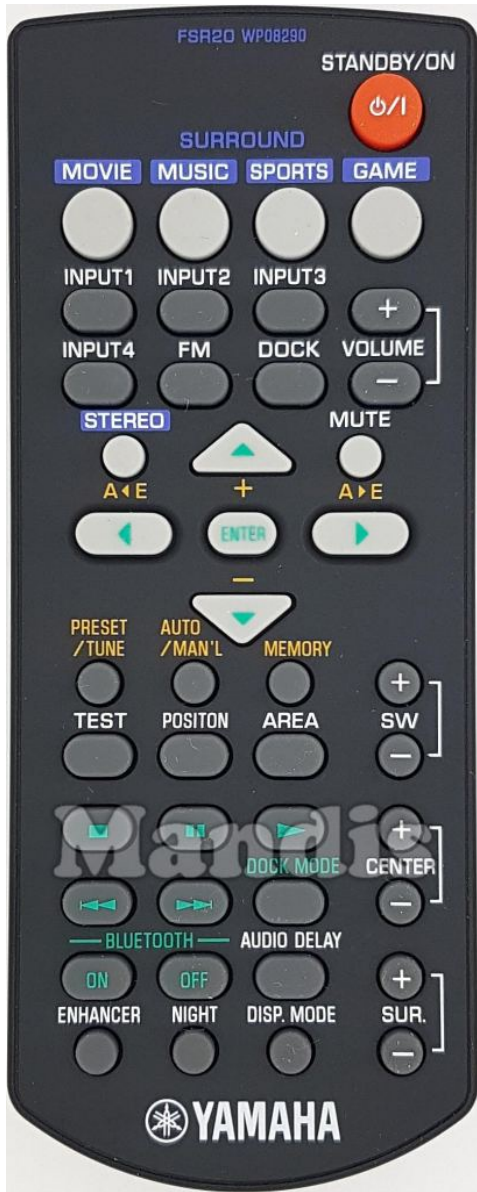 FSR20 WP08290
STANDBY/ON
⏻/I
SURROUND
MOVIE MUSIC SPORTS GAME
INPUT1 INPUT2 INPUT3
+
INPUT4 FM DOCK VOLUME
−
STEREO MUTE
A◂E + A▸E
ENTER
−
PRESET AUTO
/TUNE /MAN'L MEMORY
+
TEST POSITON AREA SW
−
Mandis
+
DOCK MODE CENTER
−
BLUETOOTH AUDIO DELAY
ON OFF +
ENHANCER NIGHT DISP. MODE SUR.
−
YAMAHA